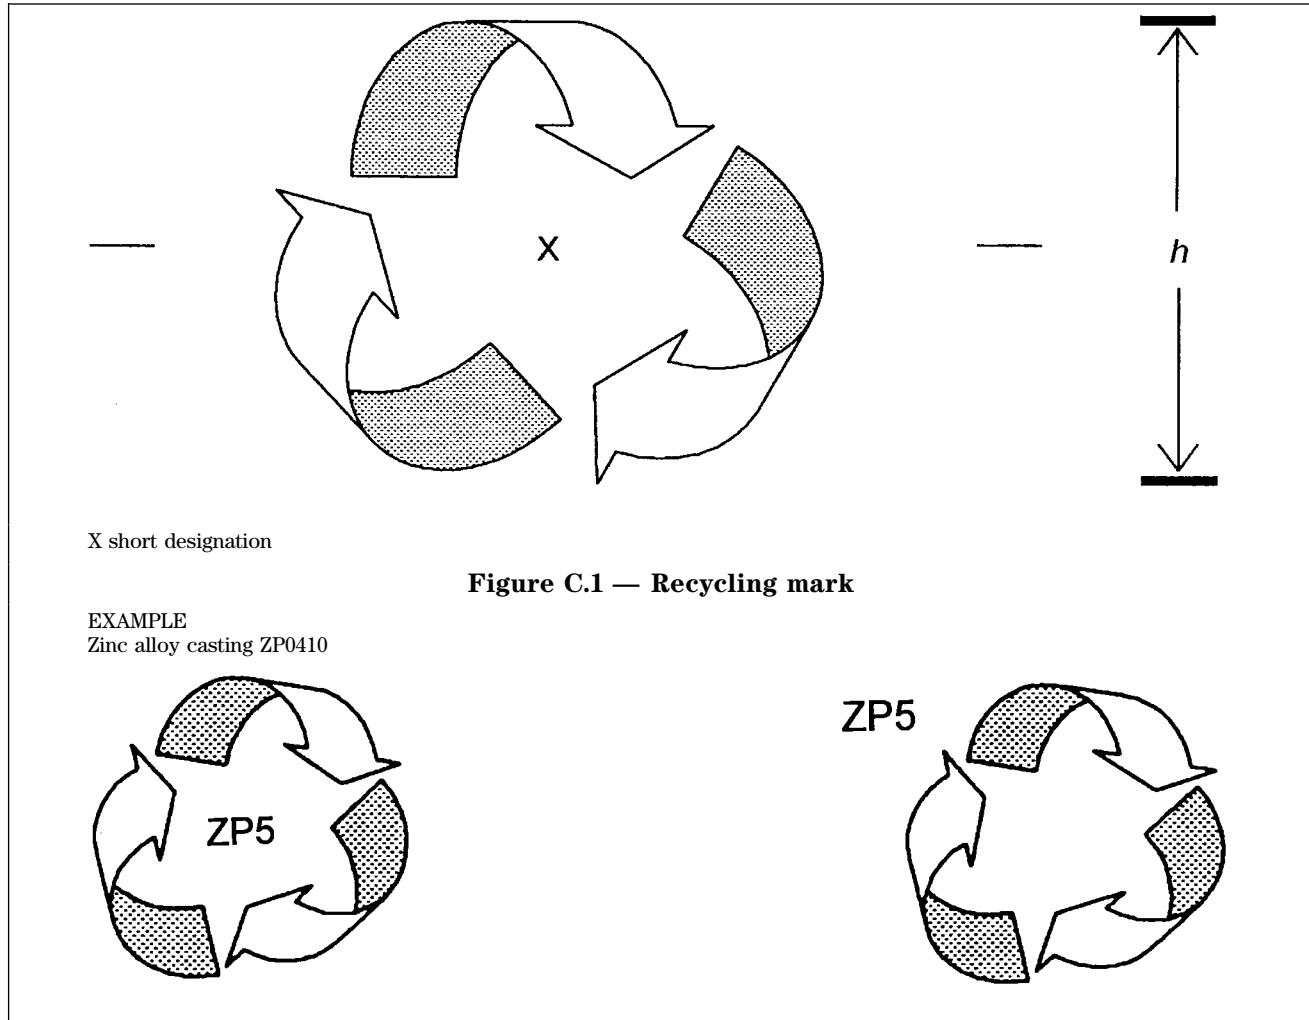 X
h
X short designation
Figure C.1 — Recycling mark
EXAMPLE
Zinc alloy casting ZP0410
ZP5
ZP5